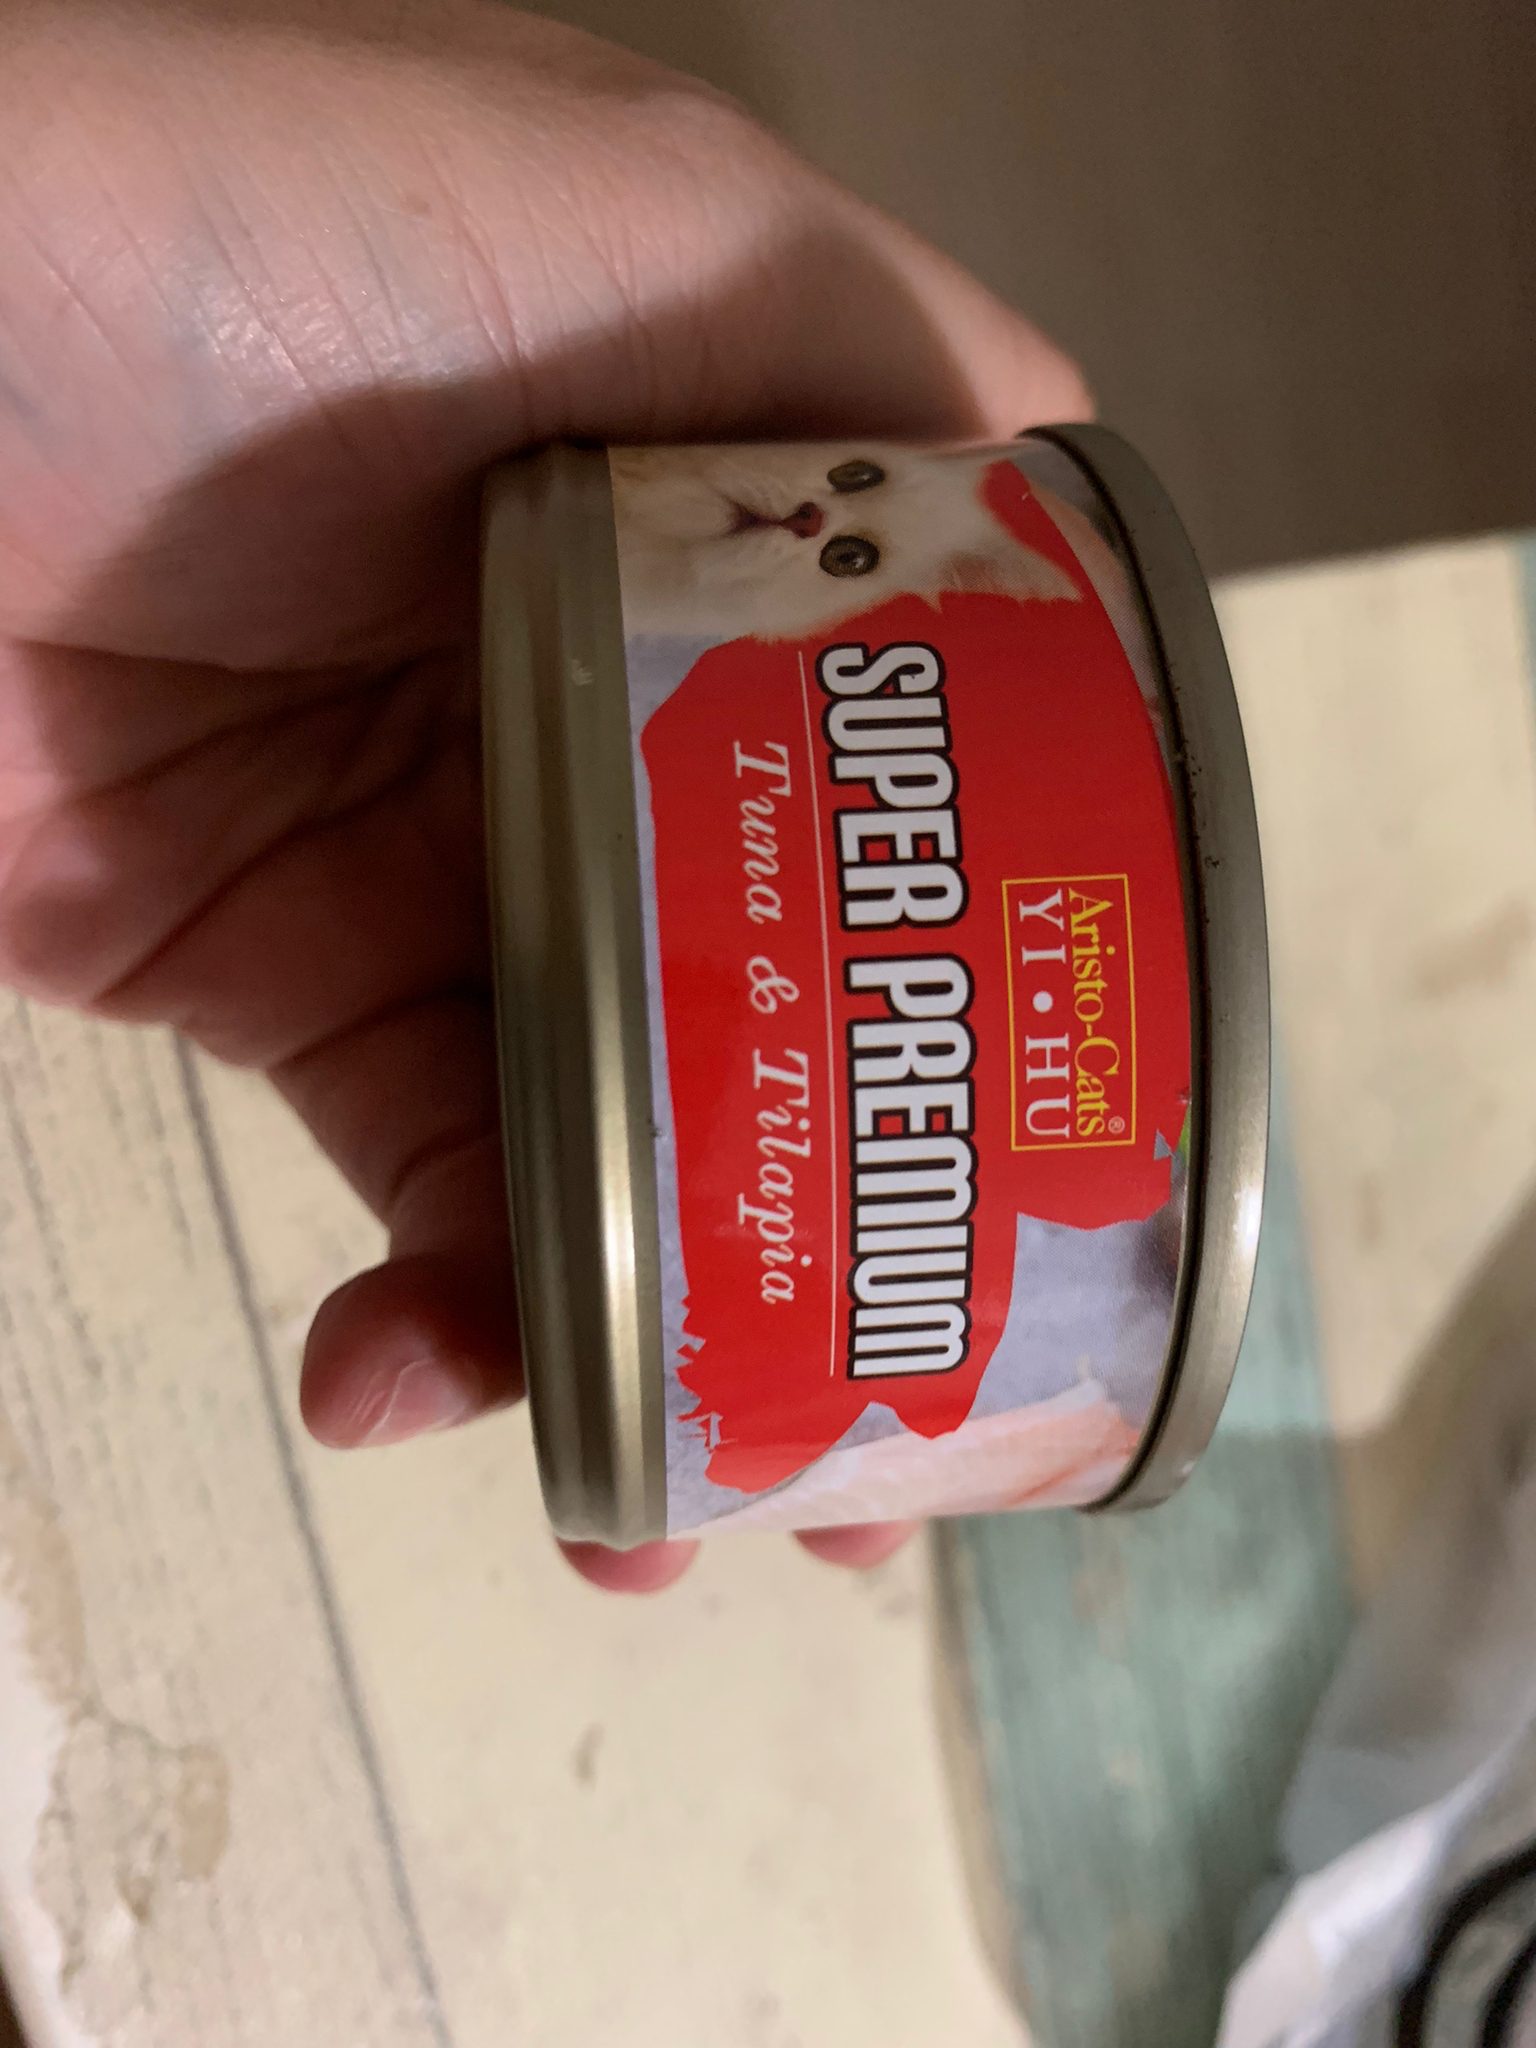 Aristo-Cats®
YI•HU
SUPER PREMIUM
Tuna & Tilapia